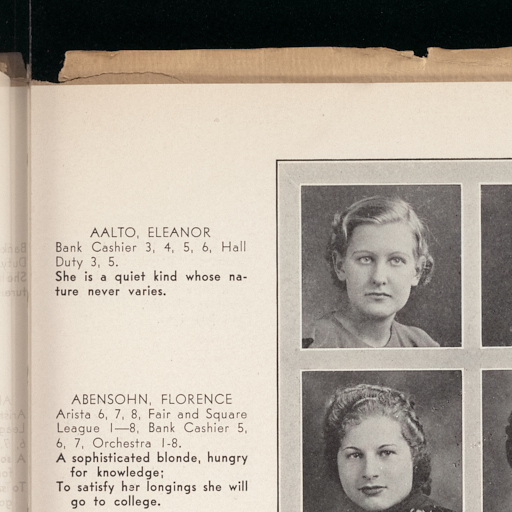 AALTO, ELEANOR
Bank Cashier 3, 4, 5, 6, Hall
Duty 3, 5.
She is a quiet kind whose na-
ture never varies.
ABENSOHN, FLORENCE
Arista 6, 7, 8, Fair and Square
League 1—8, Bank Cashier 5,
6, 7, Orchestra 1-8.
A sophisticated blonde, hungry
for knowledge;
To satisfy her longings she will
go to college.